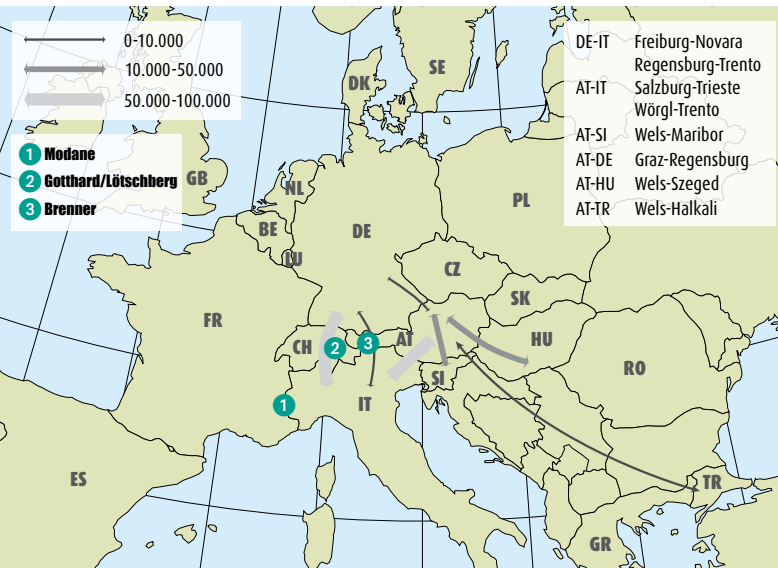 0-10.000
10.000-50.000
50.000-100.000
1 Modane
2 Gotthard/Lötschberg
3 Brenner
DE-IT Freiburg-Novara
Regensburg-Trento
AT-IT Salzburg-Trieste
Wörgl-Trento
AT-SI Wels-Maribor
AT-DE Graz-Regensburg
AT-HU Wels-Szeged
AT-TR Wels-Halkali
SE
DK
GB
NL
PL
BE
DE
LU
CZ
SK
FR
CH
2
3
AT
HU
RO
SI
1
IT
ES
TR
GR